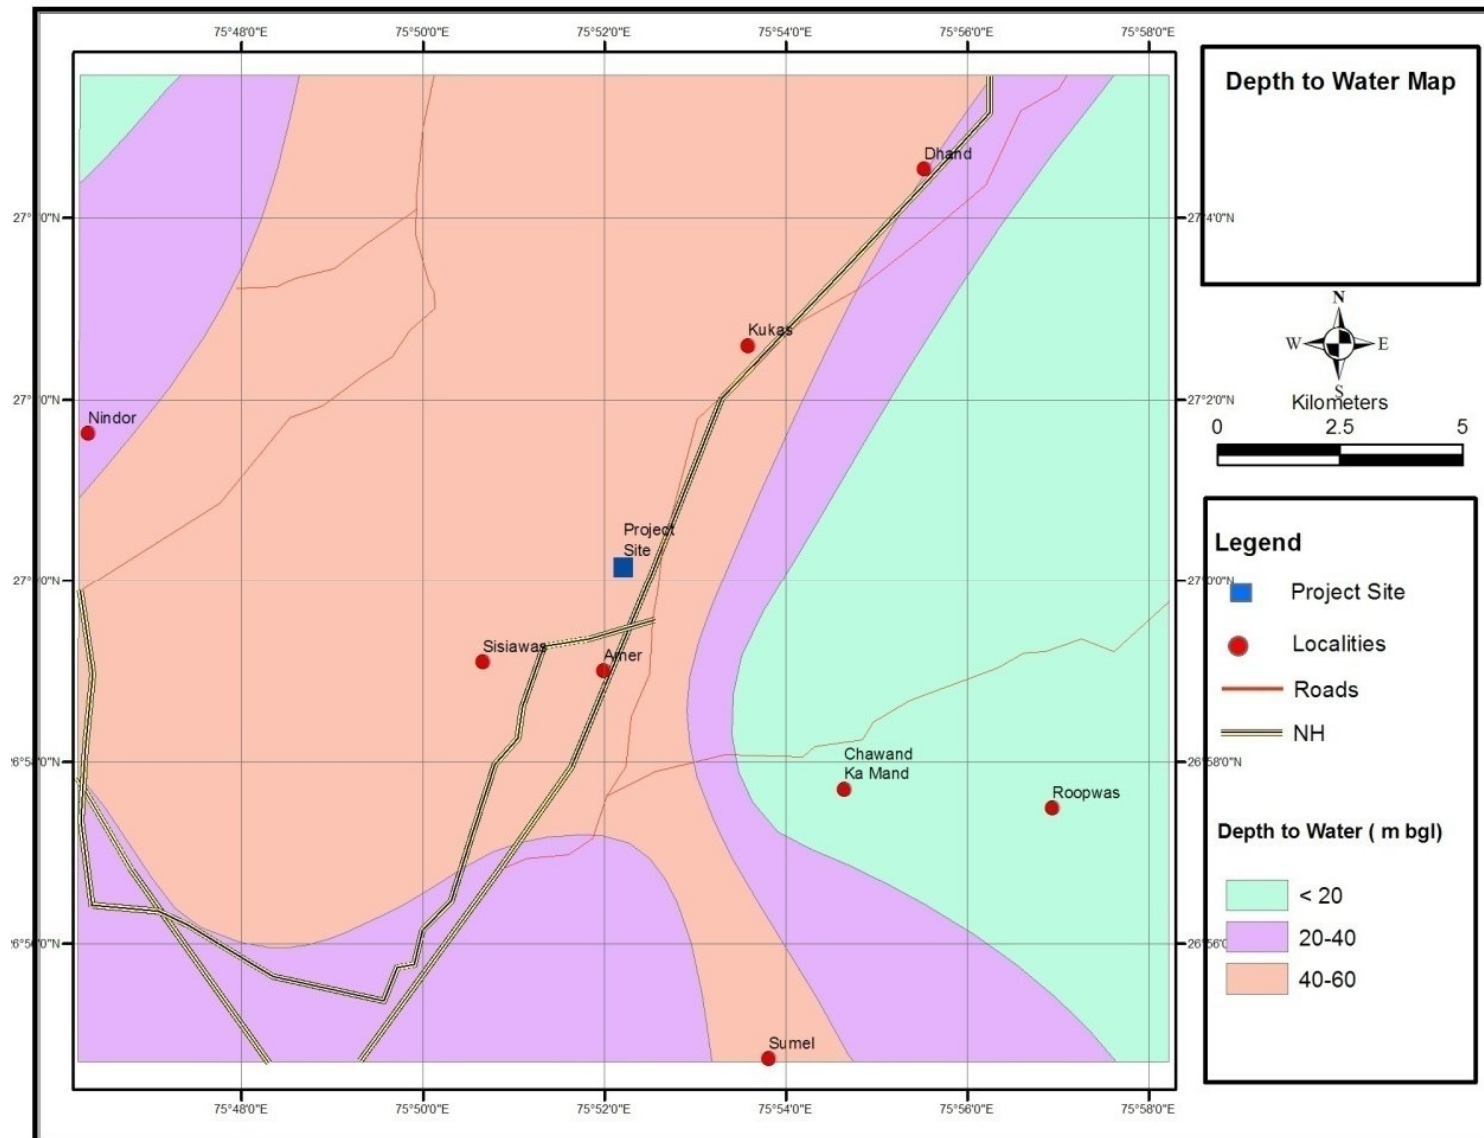 75°48'0"E 75°50'0"E 75°52'0"E 75°54'0"E 75°56'0"E 75°58'0"E
Depth to Water Map
Dhand
27°4'0"N
N
W E
S
Kukas
Kilometers
0 2.5 5
Nindor
Project
Site
Legend
Project Site
Sisiawas
Amer
Localities
Roads
NH
Chawand
Ka Mand
26°58'0"N
Roopwas
Depth to Water ( m bgl)
< 20
20-40
40-60
Sumel
75°48'0"E 75°50'0"E 75°52'0"E 75°54'0"E 75°56'0"E 75°58'0"E